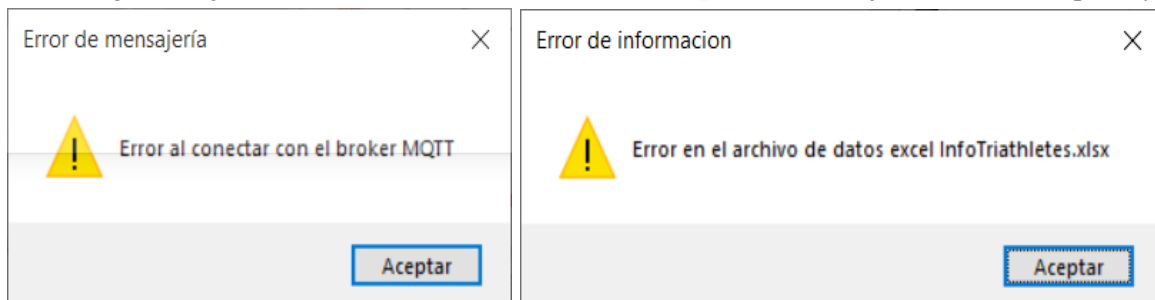 Error de mensajería
Error al conectar con el broker MQTT
Aceptar
Error de informacion
Error en el archivo de datos excel InfoTriathletes.xlsx
Aceptar